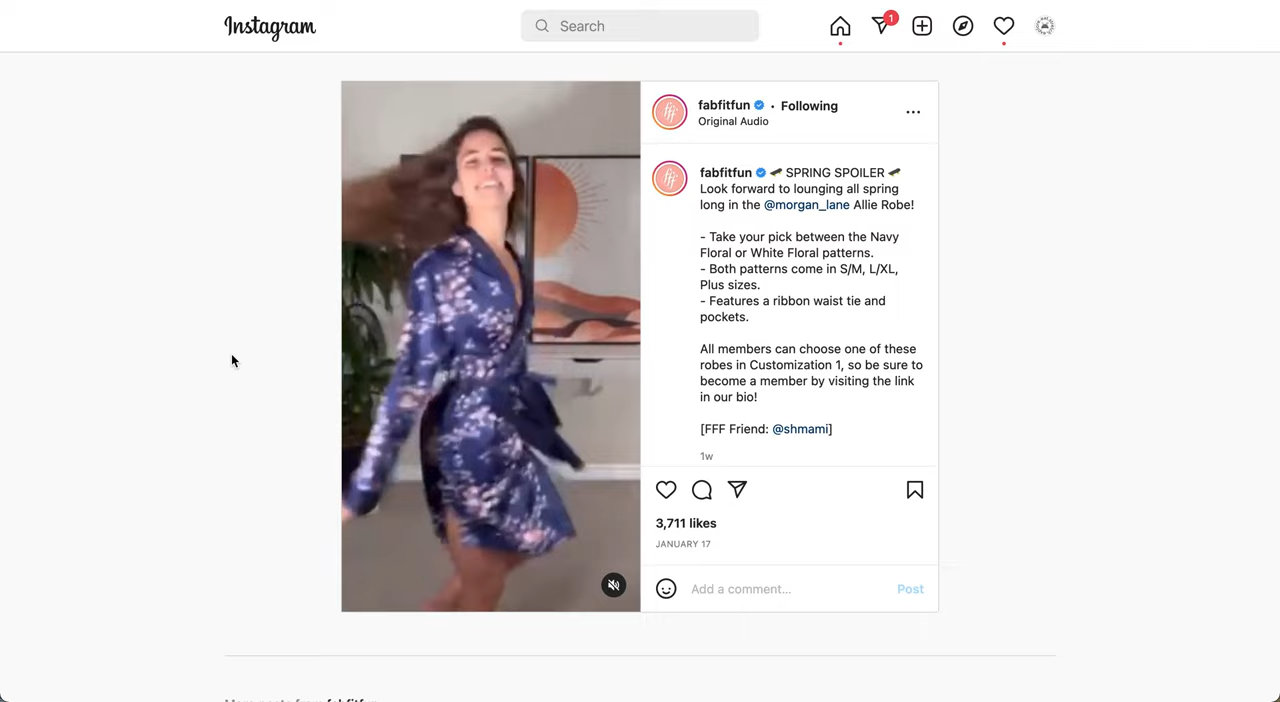 Instagram
Search
1
fabfitfun • Following
Original Audio
fabfitfun SPRING SPOILER
Look forward to lounging all spring
long in the @morgan_lane Allie Robe!
- Take your pick between the Navy
Floral or White Floral patterns.
- Both patterns come in S/M, L/XL,
Plus sizes.
- Features a ribbon waist tie and
pockets.
All members can choose one of these
robes in Customization 1, so be sure to
become a member by visiting the link
in our bio!
[FFF Friend: @shmami]
1w
3,711 likes
JANUARY 17
Add a comment... Post
More posts from fabfitfun